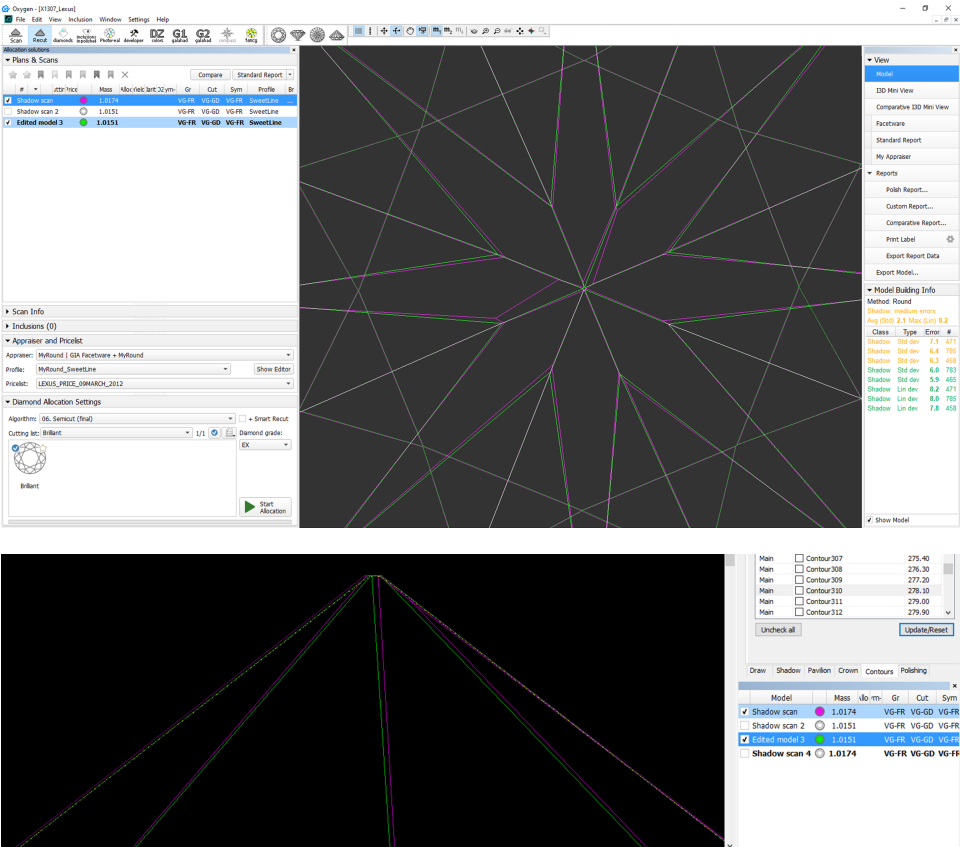 Oxygen - [X1307_Lexus]
File Edit View Inclusion Window Settings Help
Scan Recut diamonds inclusions in polished Photoreal developer DZ colors G1 galahad G2 galahad compass fancy
Allocation solutions
Plans & Scans
Compare Standard Report
# Mass Gr Cut Sym Profile Br
Shadow scan 1.0174 VG-FR VG-GD VG-FR SweetLine ...
Shadow scan 2 1.0151 VG-FR VG-GD VG-FR SweetLine
Edited model 3 1.0151 VG-FR VG-GD VG-FR SweetLine
Scan Info
Inclusions (0)
Appraiser and Pricelist
Appraiser: MyRound | GIA Facetware + MyRound
Profile: MyRound_SweetLine Show Editor
Pricelist: LEXUS_PRICE_09MARCH_2012
Diamond Allocation Settings
Algorithm: 06. Semicut (final) + Smart Recut
Cutting list: Brilliant 1/1 Diamond grade:
EX
Brilliant
Start
Allocation
View
Model
I3D Mini View
Comparative I3D Mini View
Facetware
Standard Report
My Appraiser
Reports
Polish Report...
Custom Report...
Comparative Report...
Print Label
Export Report Data
Export Model...
Model Building Info
Method: Round
Shadow: medium errors
Avg (Std) 2.1 Max (Lin) 8.2
Class Type Error #
Shadow Std dev 7.1 471
Shadow Std dev 6.4 785
Shadow Std dev 6.3 458
Shadow Std dev 6.0 783
Shadow Std dev 5.9 465
Shadow Lin dev 8.2 471
Shadow Lin dev 8.0 785
Shadow Lin dev 7.8 458
Show Model
Main Contour307 275.40
Main Contour308 276.30
Main Contour309 277.20
Main Contour310 278.10
Main Contour311 279.00
Main Contour312 279.90
Uncheck all Update/Reset
Draw Shadow Pavilion Crown Contours Polishing
Model Mass Gr Cut Sym
Shadow scan 1.0174 VG-FR VG-GD VG-FR
Shadow scan 2 1.0151 VG-FR VG-GD VG-FR
Edited model 3 1.0151 VG-FR VG-GD VG-FR
Shadow scan 4 1.0174 VG-FR VG-GD VG-FF